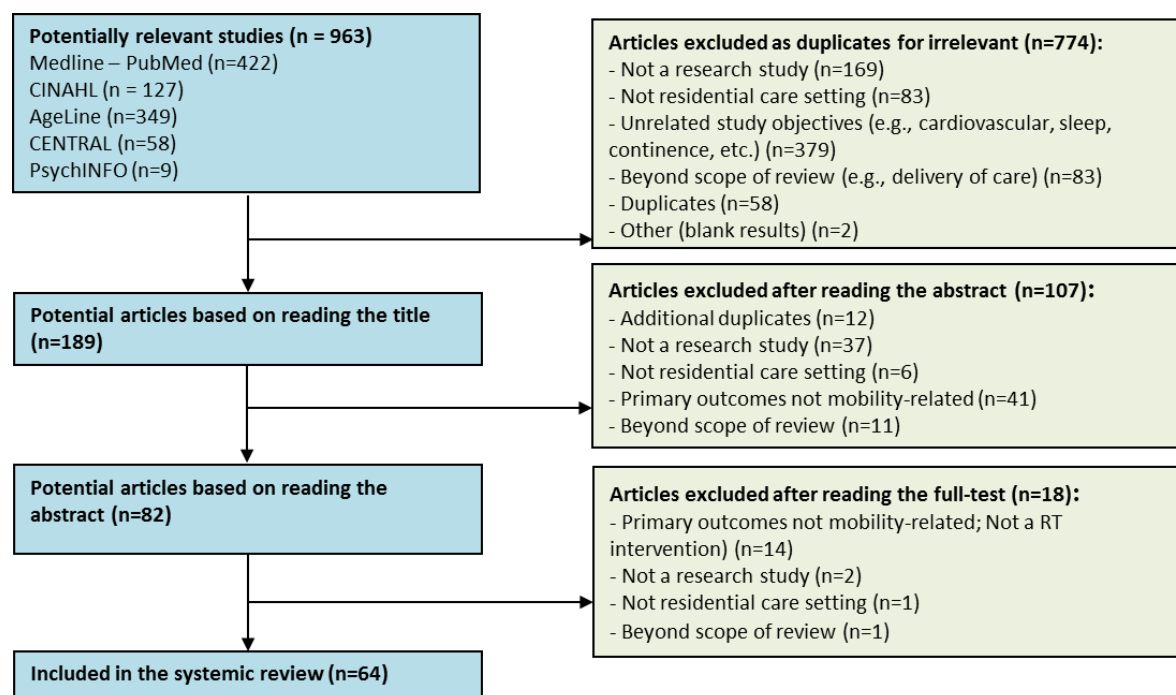 Potentially relevant studies (n = 963)
Medline – PubMed (n=422)
CINAHL (n = 127)
AgeLine (n=349)
CENTRAL (n=58)
PsychINFO (n=9)
Articles excluded as duplicates for irrelevant (n=774):
- Not a research study (n=169)
- Not residential care setting (n=83)
- Unrelated study objectives (e.g., cardiovascular, sleep,
continence, etc.) (n=379)
- Beyond scope of review (e.g., delivery of care) (n=83)
- Duplicates (n=58)
- Other (blank results) (n=2)
Potential articles based on reading the title
(n=189)
Articles excluded after reading the abstract (n=107):
- Additional duplicates (n=12)
- Not a research study (n=37)
- Not residential care setting (n=6)
- Primary outcomes not mobility-related (n=41)
- Beyond scope of review (n=11)
Potential articles based on reading the
abstract (n=82)
Articles excluded after reading the full-test (n=18):
- Primary outcomes not mobility-related; Not a RT
intervention) (n=14)
- Not a research study (n=2)
- Not residential care setting (n=1)
- Beyond scope of review (n=1)
Included in the systemic review (n=64)